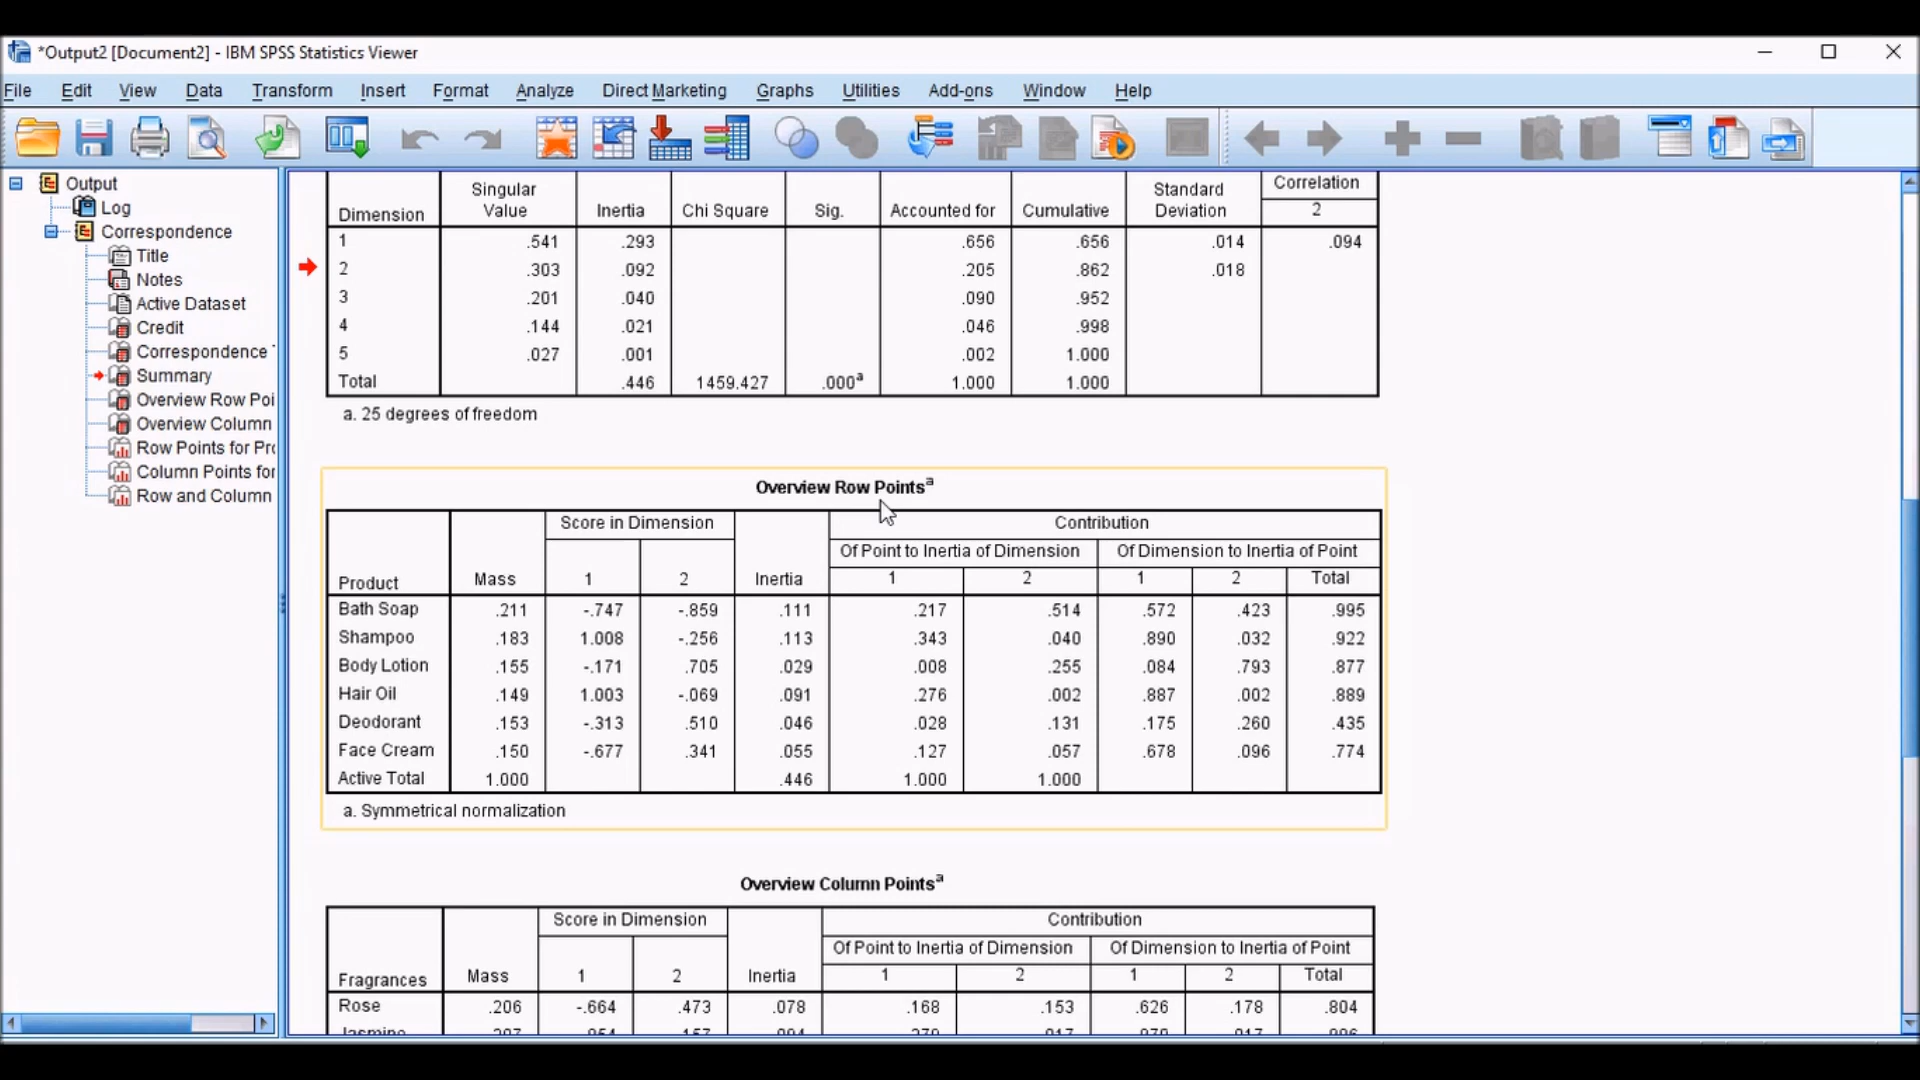 *Output2 [Document2] - IBM SPSS Statistics Viewer
File Edit View Data Transform Insert Format Analyze Direct Marketing Graphs Utilities Add-ons Window Help
Output
Log
Correspondence
Title
Notes
Active Dataset
Credit
Correspondence
Summary
Overview Row Poi
Overview Column
Row Points for Pro
Column Points for
Row and Column
Correlation
Dimension Singular Value Inertia Chi Square Sig. Accounted for Cumulative Standard Deviation 2
1 .541 .293 .656 .656 .014 .094
2 .303 .092 .205 .862 .018
3 .201 .040 .090 .952
4 .144 .021 .046 .998
5 .027 .001 .002 1.000
Total .446 1459.427 .000a 1.000 1.000
a. 25 degrees of freedom
Overview Row Pointsa
Score in Dimension Contribution
Of Point to Inertia of Dimension Of Dimension to Inertia of Point
Product Mass 1 2 Inertia 1 2 1 2 Total
Bath Soap .211 -.747 -.859 .111 .217 .514 .572 .423 .995
Shampoo .183 1.008 -.256 .113 .343 .040 .890 .032 .922
Body Lotion .155 -.171 .705 .029 .008 .255 .084 .793 .877
Hair Oil .149 1.003 -.069 .091 .276 .002 .887 .002 .889
Deodorant .153 -.313 .510 .046 .028 .131 .175 .260 .435
Face Cream .150 -.677 .341 .055 .127 .057 .678 .096 .774
Active Total 1.000 .446 1.000 1.000
a. Symmetrical normalization
Overview Column Pointsa
Score in Dimension Contribution
Of Point to Inertia of Dimension Of Dimension to Inertia of Point
Fragrances Mass 1 2 Inertia 1 2 1 2 Total
Rose .206 -.664 .473 .078 .168 .153 .626 .178 .804
Jasmine